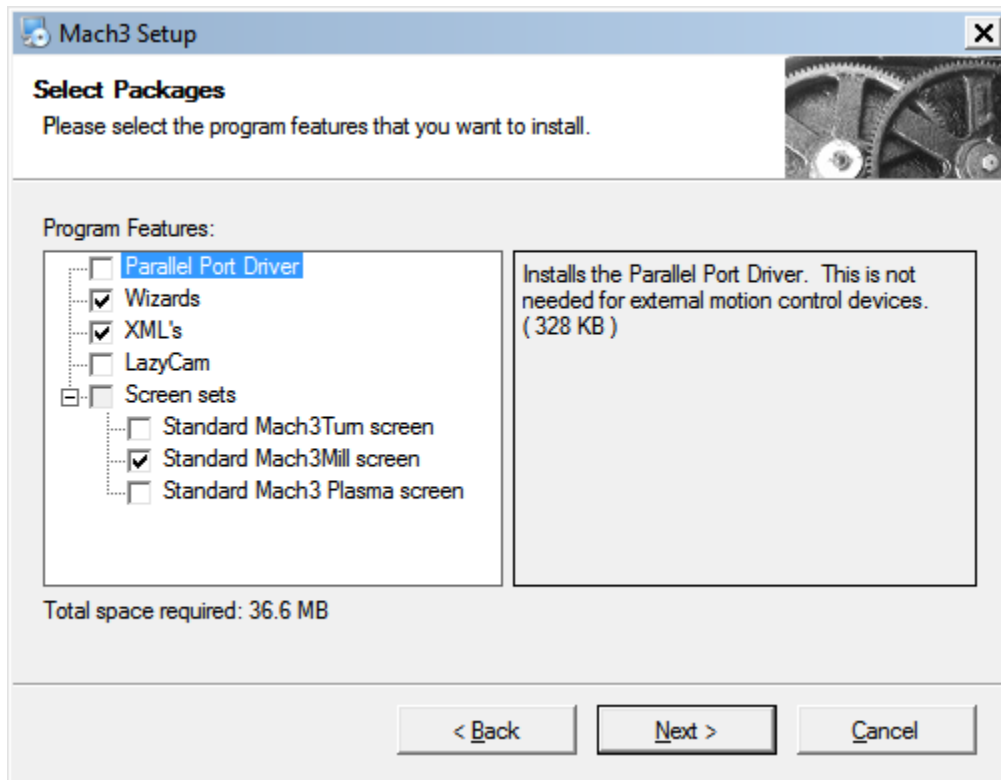 Mach3 Setup
Select Packages
Please select the program features that you want to install.
Program Features:
Parallel Port Driver
Wizards
XML's
LazyCam
Screen sets
Standard Mach3Turn screen
Standard Mach3Mill screen
Standard Mach3 Plasma screen
Installs the Parallel Port Driver. This is not
needed for external motion control devices.
( 328 KB )
Total space required: 36.6 MB
< Back
Next >
Cancel